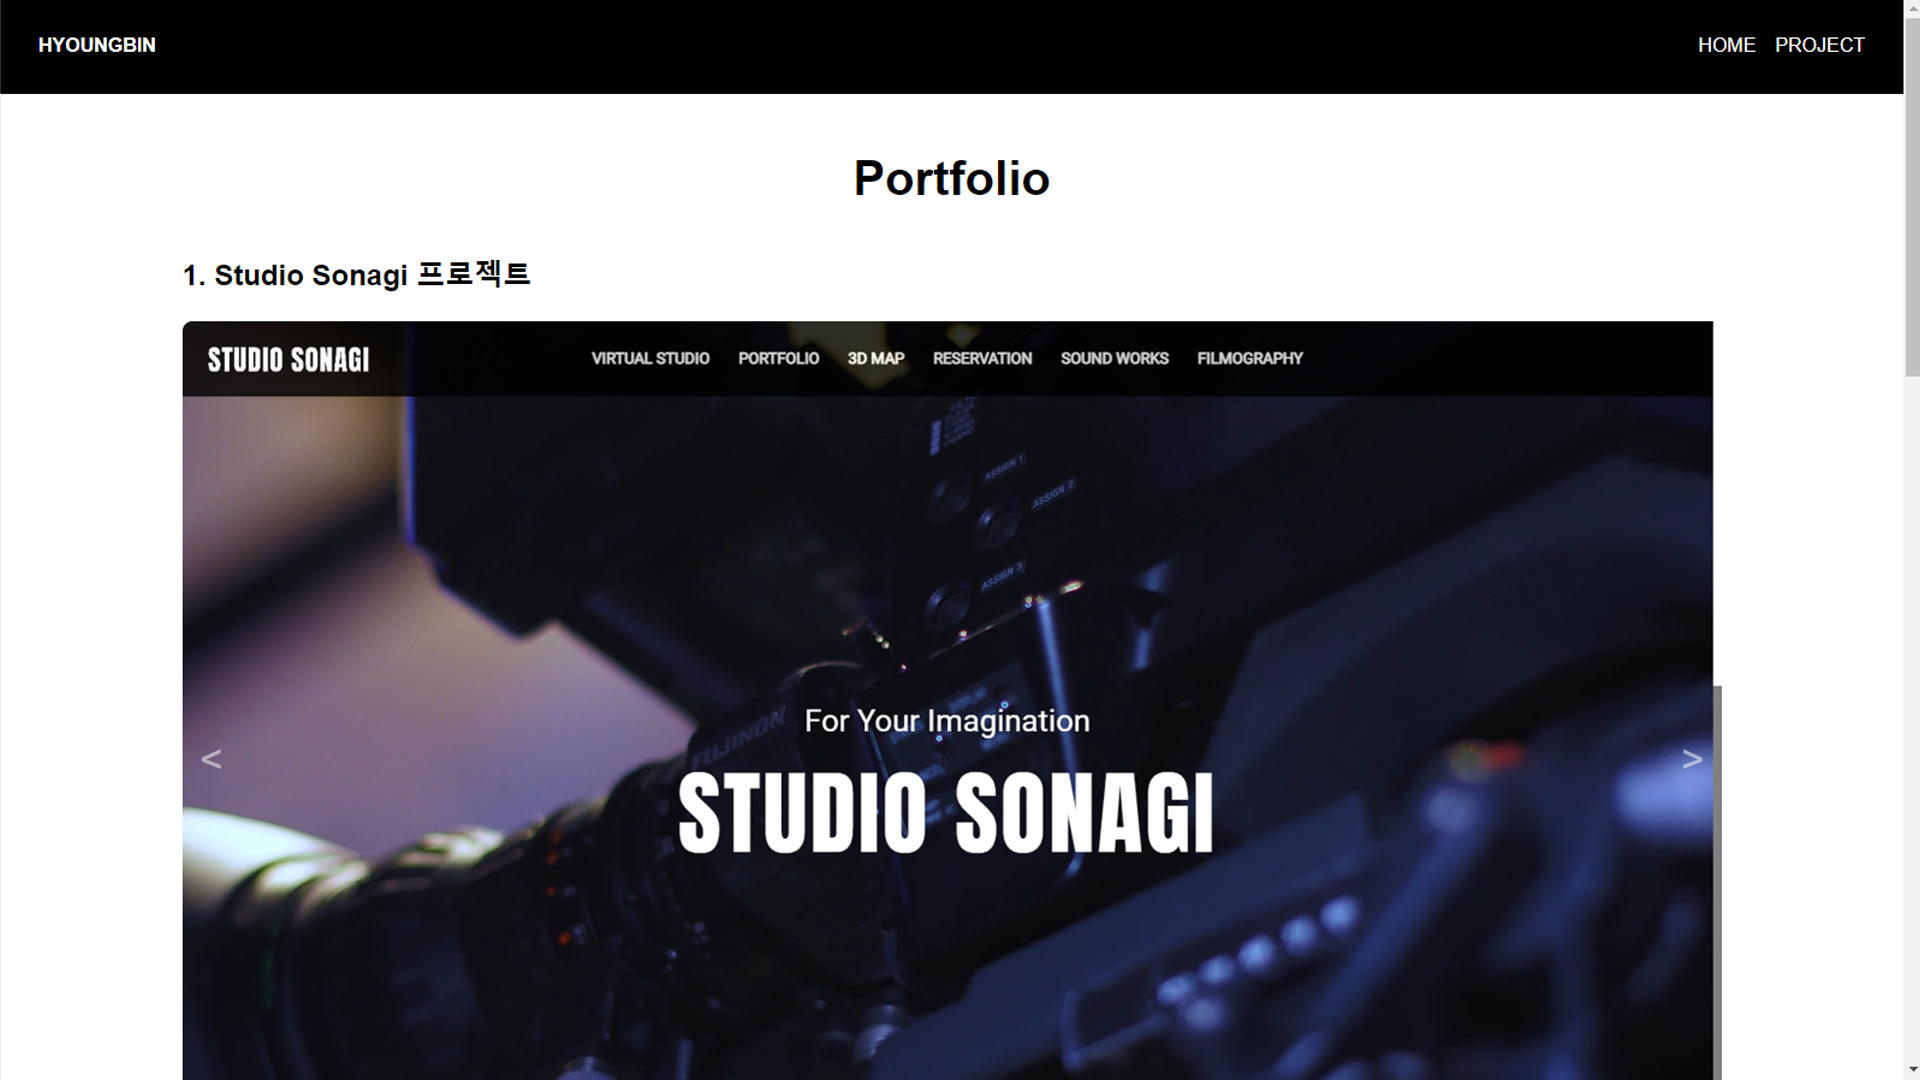 HYOUNGBIN
HOME PROJECT
Portfolio
1. Studio Sonagi 프로젝트
STUDIO SONAGI
VIRTUAL STUDIO PORTFOLIO 3D MAP RESERVATION SOUND WORKS FILMOGRAPHY
ASSIGN 1
ASSIGN 2
ASSIGN 3
FUJINON
For Your Imagination
< >
STUDIO SONAGI